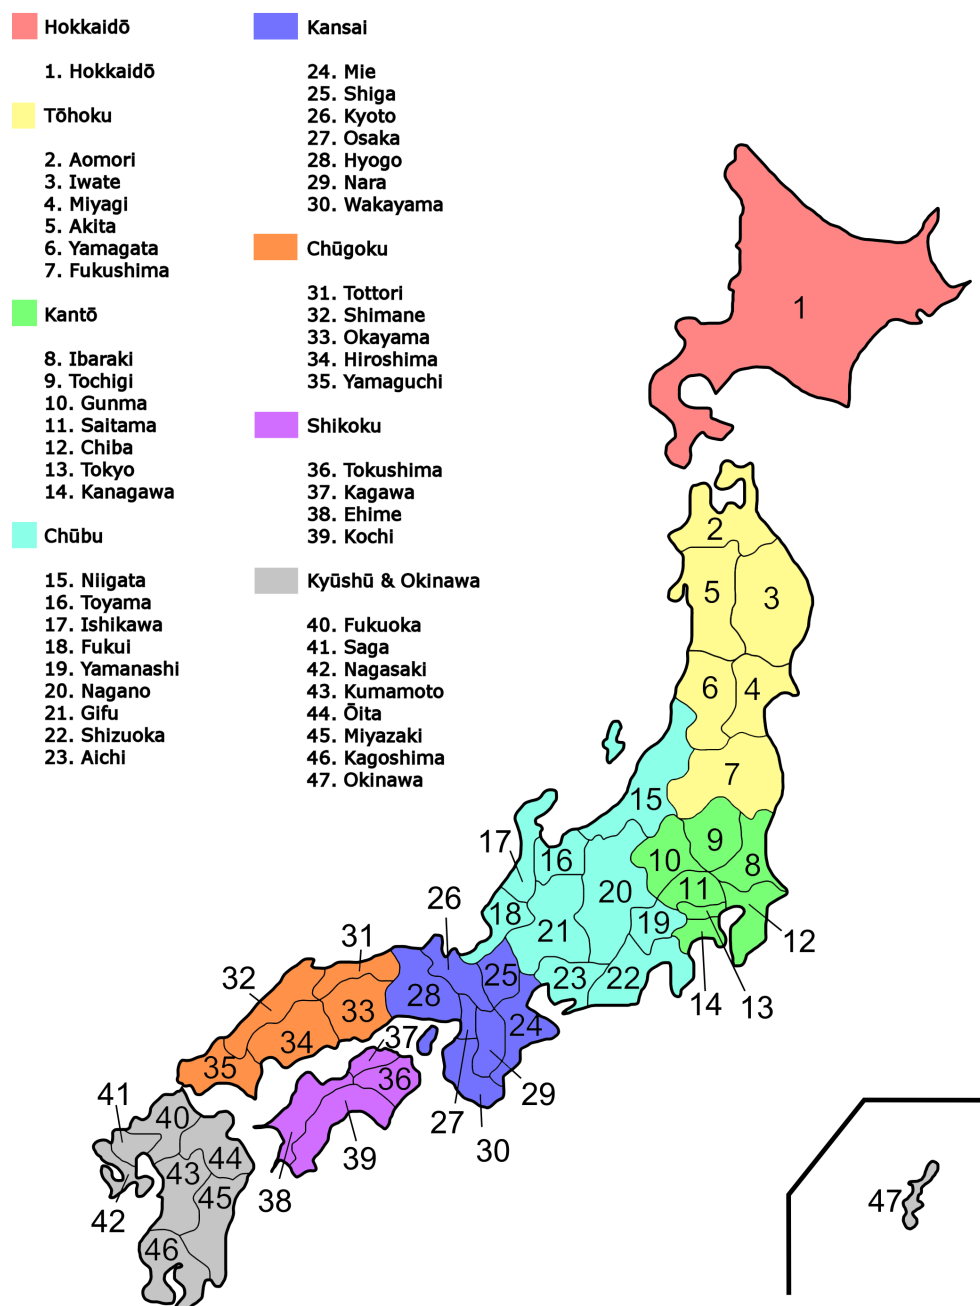 Hokkaidō
1. Hokkaidō
Tōhoku
2. Aomori
3. Iwate
4. Miyagi
5. Akita
6. Yamagata
7. Fukushima
Kantō
8. Ibaraki
9. Tochigi
10. Gunma
11. Saitama
12. Chiba
13. Tokyo
14. Kanagawa
Chūbu
15. Niigata
16. Toyama
17. Ishikawa
18. Fukui
19. Yamanashi
20. Nagano
21. Gifu
22. Shizuoka
23. Aichi
Kansai
24. Mie
25. Shiga
26. Kyoto
27. Osaka
28. Hyogo
29. Nara
30. Wakayama
Chūgoku
31. Tottori
32. Shimane
33. Okayama
34. Hiroshima
35. Yamaguchi
Shikoku
36. Tokushima
37. Kagawa
38. Ehime
39. Kochi
Kyūshū & Okinawa
40. Fukuoka
41. Saga
42. Nagasaki
43. Kumamoto
44. Ōita
45. Miyazaki
46. Kagoshima
47. Okinawa
1
2
5
3
6
4
7
15
17
16
10
9
8
11
20
26
18
21
19
12
31
32
28
25
23
22
14
13
33
24
34
37
35
36
29
41
40
27
30
39
43
44
38
42
45
47
46